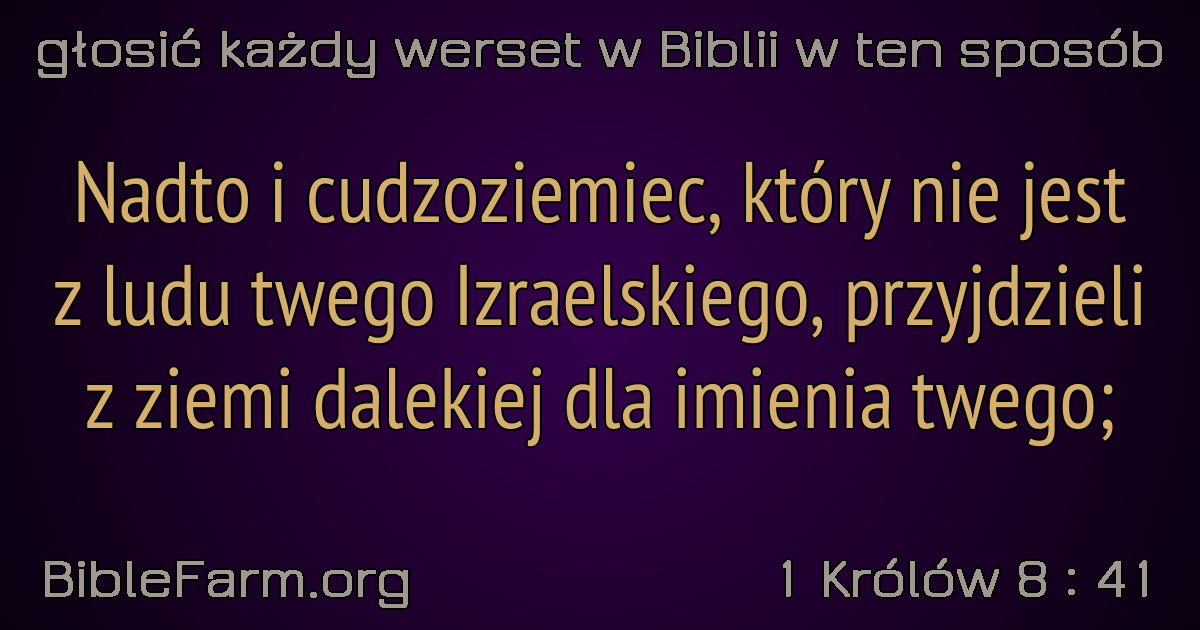 głosić każdy werset w Biblii w ten sposób
Nadto i cudzoziemiec, który nie jest
z ludu twego Izraelskiego, przyjdzieli
z ziemi dalekiej dla imienia twego;
BibleFarm.org
1 Królów 8 : 41